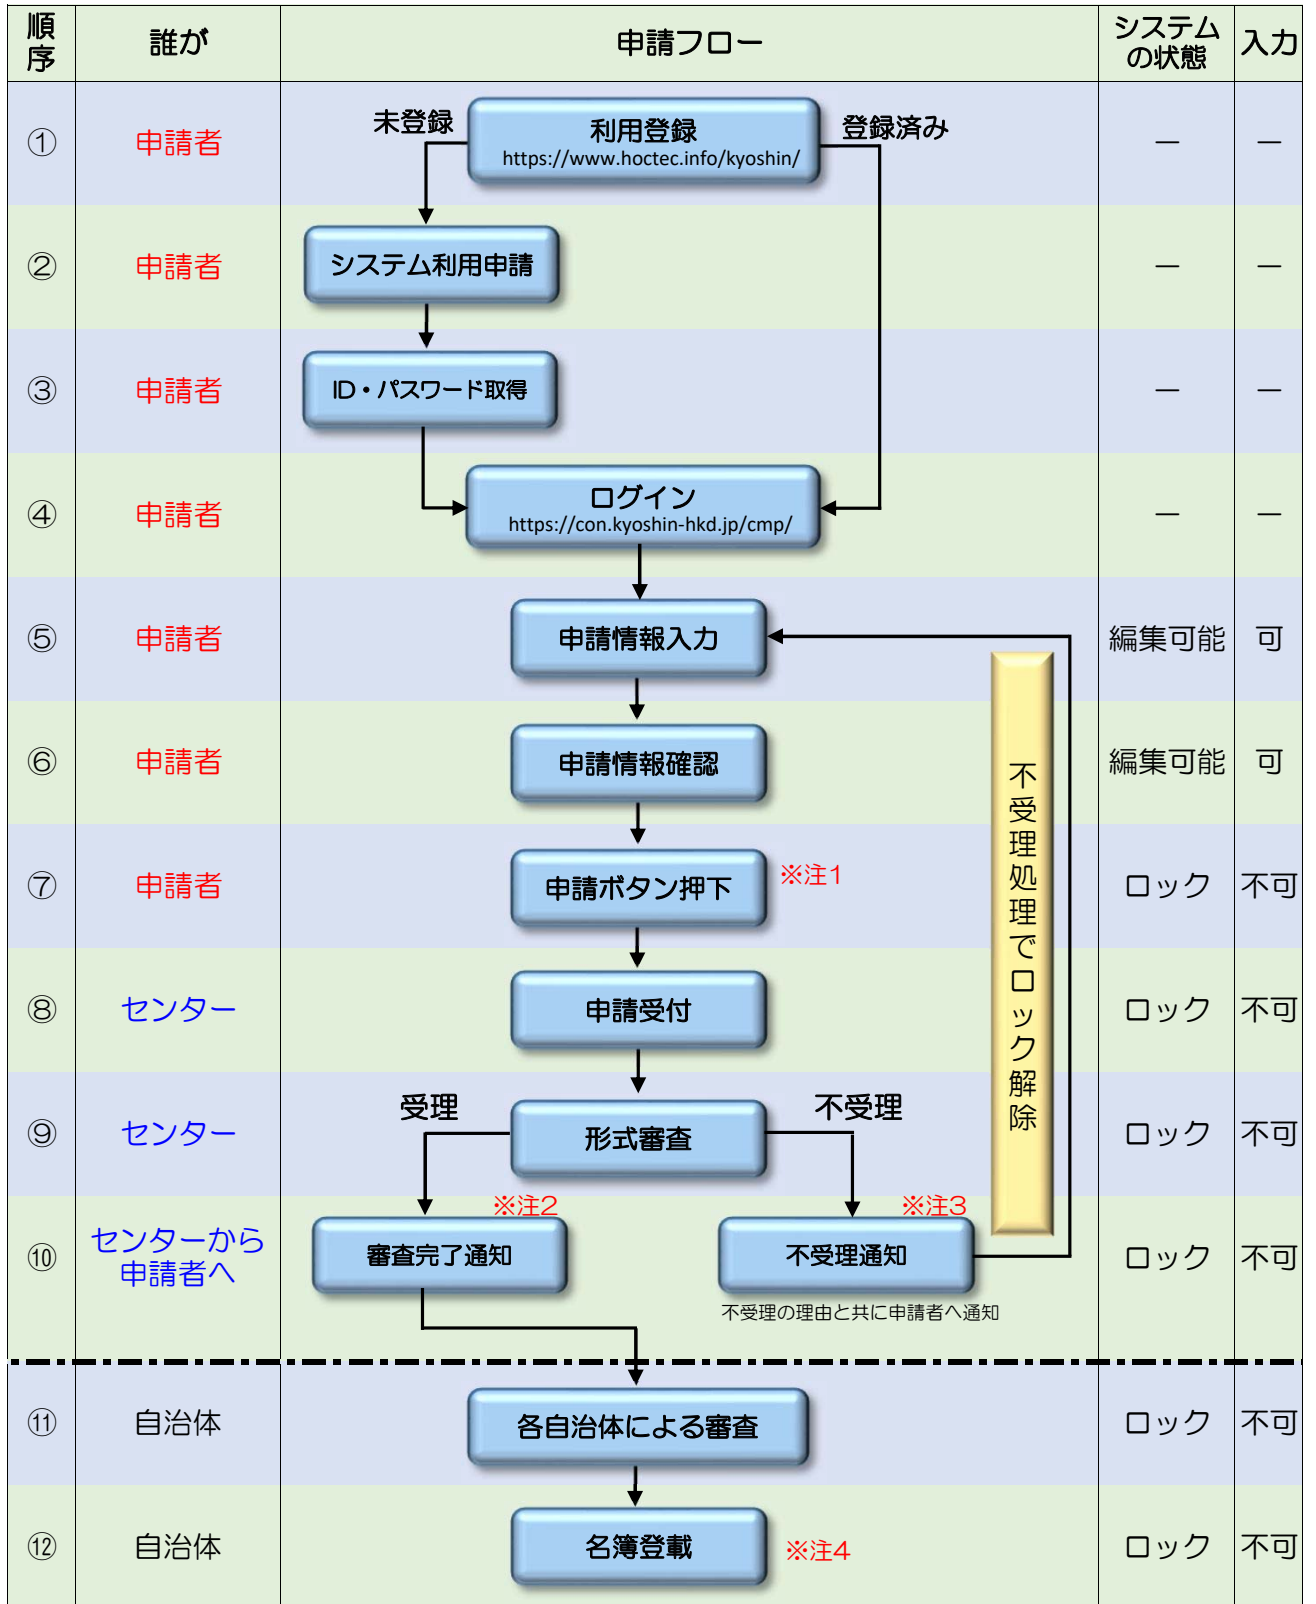 順序 誰が 申請フロー システムの状態 入力
① 申請者 未登録 利用登録 登録済み － －
https://www.hoctec.info/kyoshin/
② 申請者 システム利用申請 － －
③ 申請者 ID・パスワード取得 － －
④ 申請者 ログイン － －
https://con.kyoshin-hkd.jp/cmp/
⑤ 申請者 申請情報入力 編集可能 可
⑥ 申請者 申請情報確認 編集可能 可
不受理処理でロック解除
⑦ 申請者 申請ボタン押下 ※注1 ロック 不可
⑧ センター 申請受付 ロック 不可
⑨ センター 受理 形式審査 不受理 ロック 不可
※注2 ※注3
⑩ センターから申請者へ 審査完了通知 不受理通知 ロック 不可
不受理の理由と共に申請者へ通知
⑪ 自治体 各自治体による審査 ロック 不可
⑫ 自治体 名簿登載 ※注4 ロック 不可